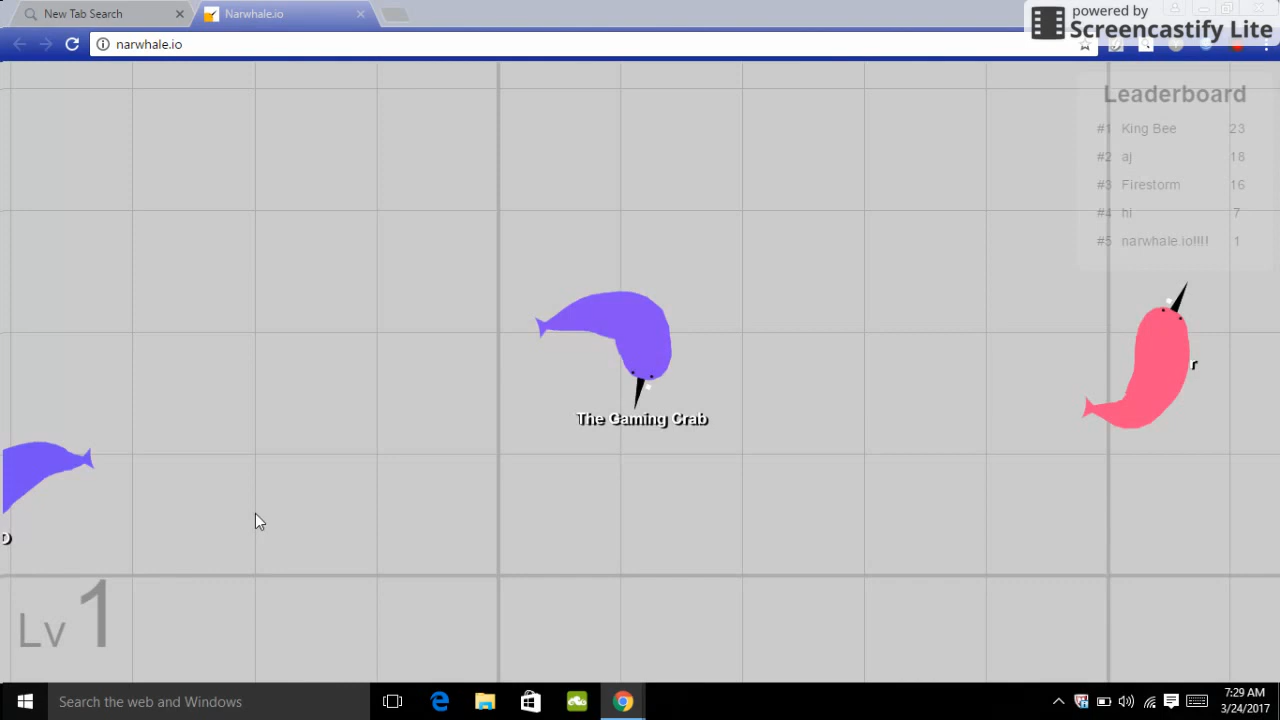 New Tab Search
Narwhale.io
powered by
Screencastify Lite
narwhale.io
Leaderboard
#1 King Bee 23
#2 aj 18
#3 Firestorm 16
#4 hi 7
#5 narwhale.io!!!! 1
r
The Gaming Crab
Lv 1
Search the web and Windows
7:29 AM
3/24/2017